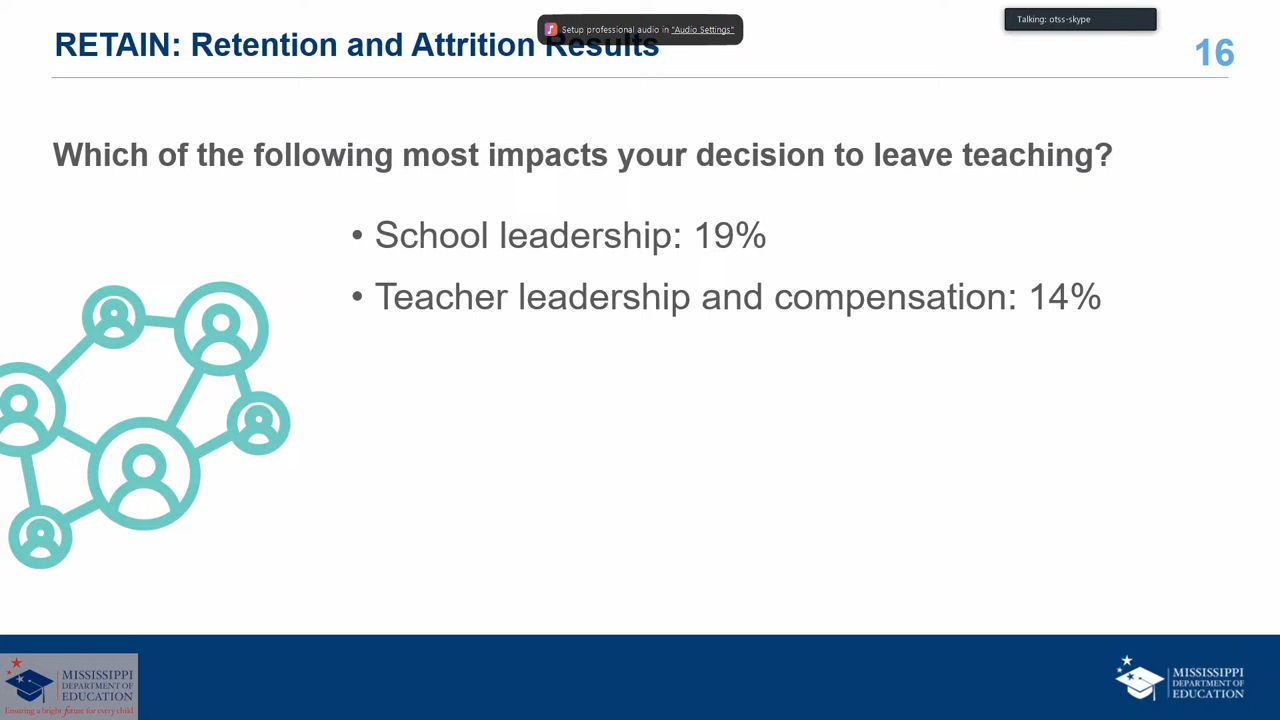 Setup professional audio in "Audio Settings"
Talking: otss-skype
RETAIN: Retention and Attrition Results
16
Which of the following most impacts your decision to leave teaching?
• School leadership: 19%
• Teacher leadership and compensation: 14%
MISSISSIPPI
DEPARTMENT OF
EDUCATION
Ensuring a bright future for every child
MISSISSIPPI
DEPARTMENT OF
EDUCATION